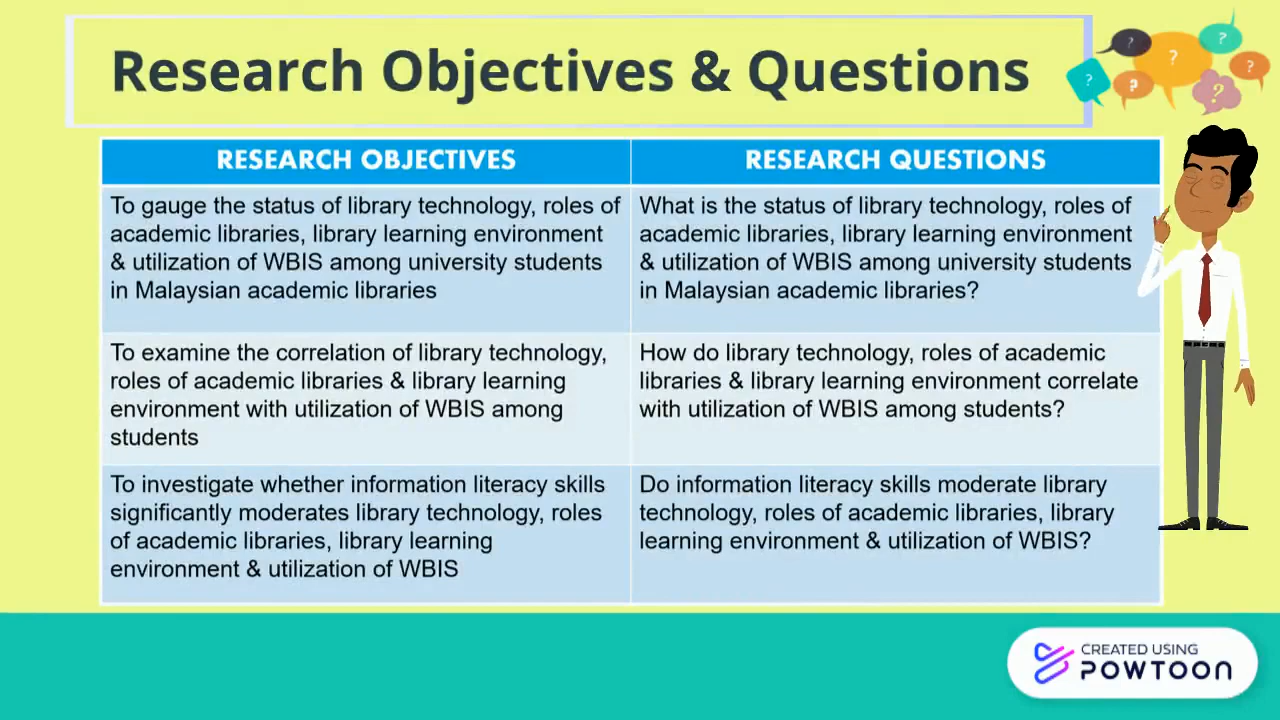 Research Objectives & Questions
?
?
?
?
?
?
?
RESEARCH OBJECTIVES
RESEARCH QUESTIONS
To gauge the status of library technology, roles of
academic libraries, library learning environment
& utilization of WBIS among university students
in Malaysian academic libraries
What is the status of library technology, roles of
academic libraries, library learning environment
& utilization of WBIS among university students
in Malaysian academic libraries?
To examine the correlation of library technology,
roles of academic libraries & library learning
environment with utilization of WBIS among
students
How do library technology, roles of academic
libraries & library learning environment correlate
with utilization of WBIS among students?
To investigate whether information literacy skills
significantly moderates library technology, roles
of academic libraries, library learning
environment & utilization of WBIS
Do information literacy skills moderate library
technology, roles of academic libraries, library
learning environment & utilization of WBIS?
CREATED USING
POWTOON